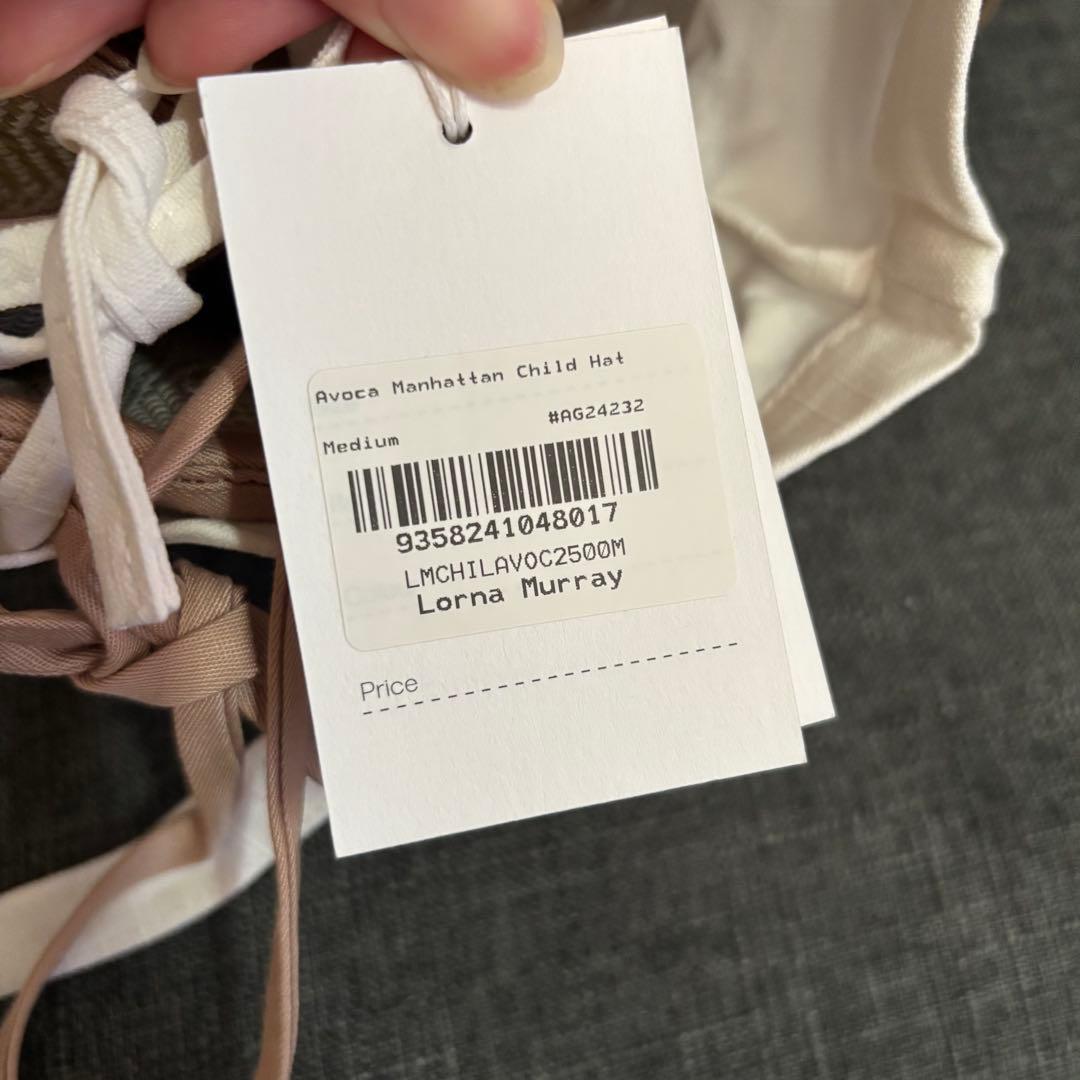 Avoca Manhattan Child Hat
#AG24232
Medium
9358241048017
LMCHILAVOC2500M
Lorna Murray
Price